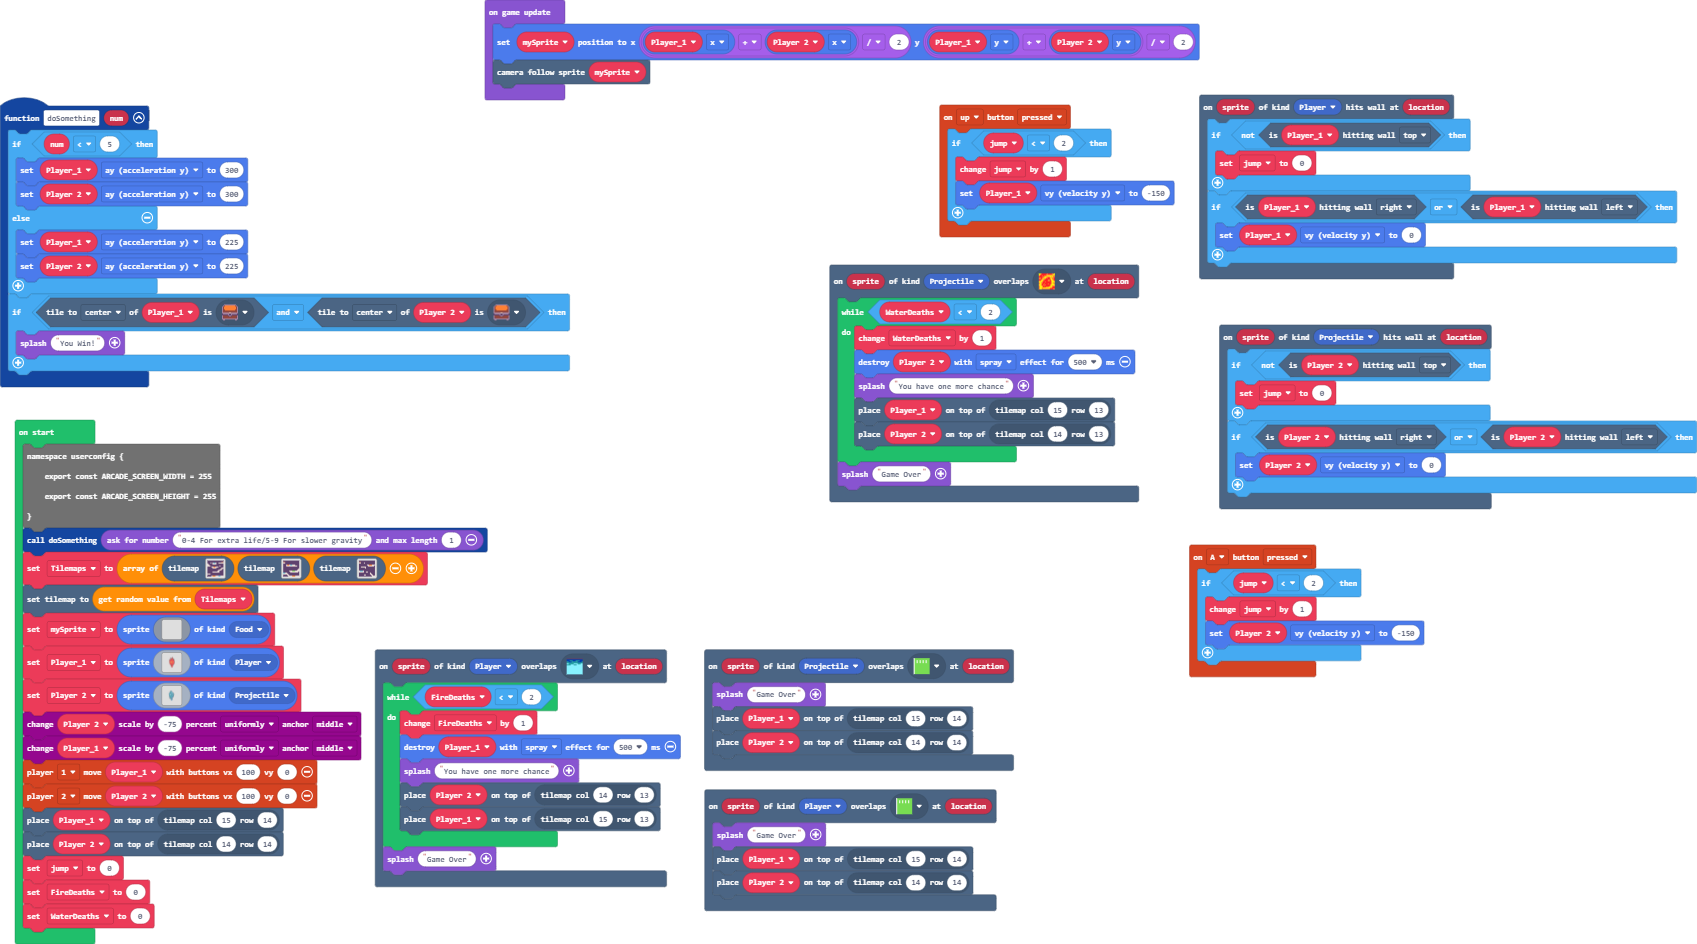 on game update
set mySprite position to x Player_1 x + Player 2 x / 2 y Player_1 y + Player 2 y / 2
camera follow sprite mySprite
function doSomething num
if num < 5 then
set Player_1 ay (acceleration y) to 300
set Player 2 ay (acceleration y) to 300
else
set Player_1 ay (acceleration y) to 225
set Player 2 ay (acceleration y) to 225
if tile to center of Player_1 is and tile to center of Player 2 is then
splash "You Win!"
on up button pressed
if jump < 2 then
change jump by 1
set Player_1 vy (velocity y) to -150
on sprite of kind Player hits wall at location
if not is Player_1 hitting wall top then
set jump to 0
if is Player_1 hitting wall right or is Player_1 hitting wall left then
set Player_1 vy (velocity y) to 0
on sprite of kind Projectile overlaps at location
while WaterDeaths < 2
do
change WaterDeaths by 1
destroy Player 2 with spray effect for 500 ms
splash "You have one more chance"
place Player_1 on top of tilemap col 15 row 13
place Player 2 on top of tilemap col 14 row 13
splash "Game Over"
on sprite of kind Projectile hits wall at location
if not is Player 2 hitting wall top then
set jump to 0
if is Player 2 hitting wall right or is Player 2 hitting wall left then
set Player 2 vy (velocity y) to 0
on start
namespace userconfig {
export const ARCADE_SCREEN_WIDTH = 255
export const ARCADE_SCREEN_HEIGHT = 255
}
call doSomething ask for number "0-4 For extra life/5-9 For slower gravity" and max length 1
set Tilemaps to array of tilemap tilemap tilemap
set tilemap to get random value from Tilemaps
set mySprite to sprite of kind Food
set Player_1 to sprite of kind Player
set Player 2 to sprite of kind Projectile
change Player 2 scale by -75 percent uniformly anchor middle
change Player_1 scale by -75 percent uniformly anchor middle
player 1 move Player_1 with buttons vx 100 vy 0
player 2 move Player 2 with buttons vx 100 vy 0
place Player_1 on top of tilemap col 15 row 14
place Player 2 on top of tilemap col 14 row 14
set jump to 0
set FireDeaths to 0
set WaterDeaths to 0
on A button pressed
if jump < 2 then
change jump by 1
set Player 2 vy (velocity y) to -150
on sprite of kind Player overlaps at location
while FireDeaths < 2
do
change FireDeaths by 1
destroy Player_1 with spray effect for 500 ms
splash "You have one more chance"
place Player 2 on top of tilemap col 14 row 13
place Player_1 on top of tilemap col 15 row 13
splash "Game Over"
on sprite of kind Projectile overlaps at location
splash "Game Over"
place Player_1 on top of tilemap col 15 row 14
place Player 2 on top of tilemap col 14 row 14
on sprite of kind Player overlaps at location
splash "Game Over"
place Player_1 on top of tilemap col 15 row 14
place Player 2 on top of tilemap col 14 row 14